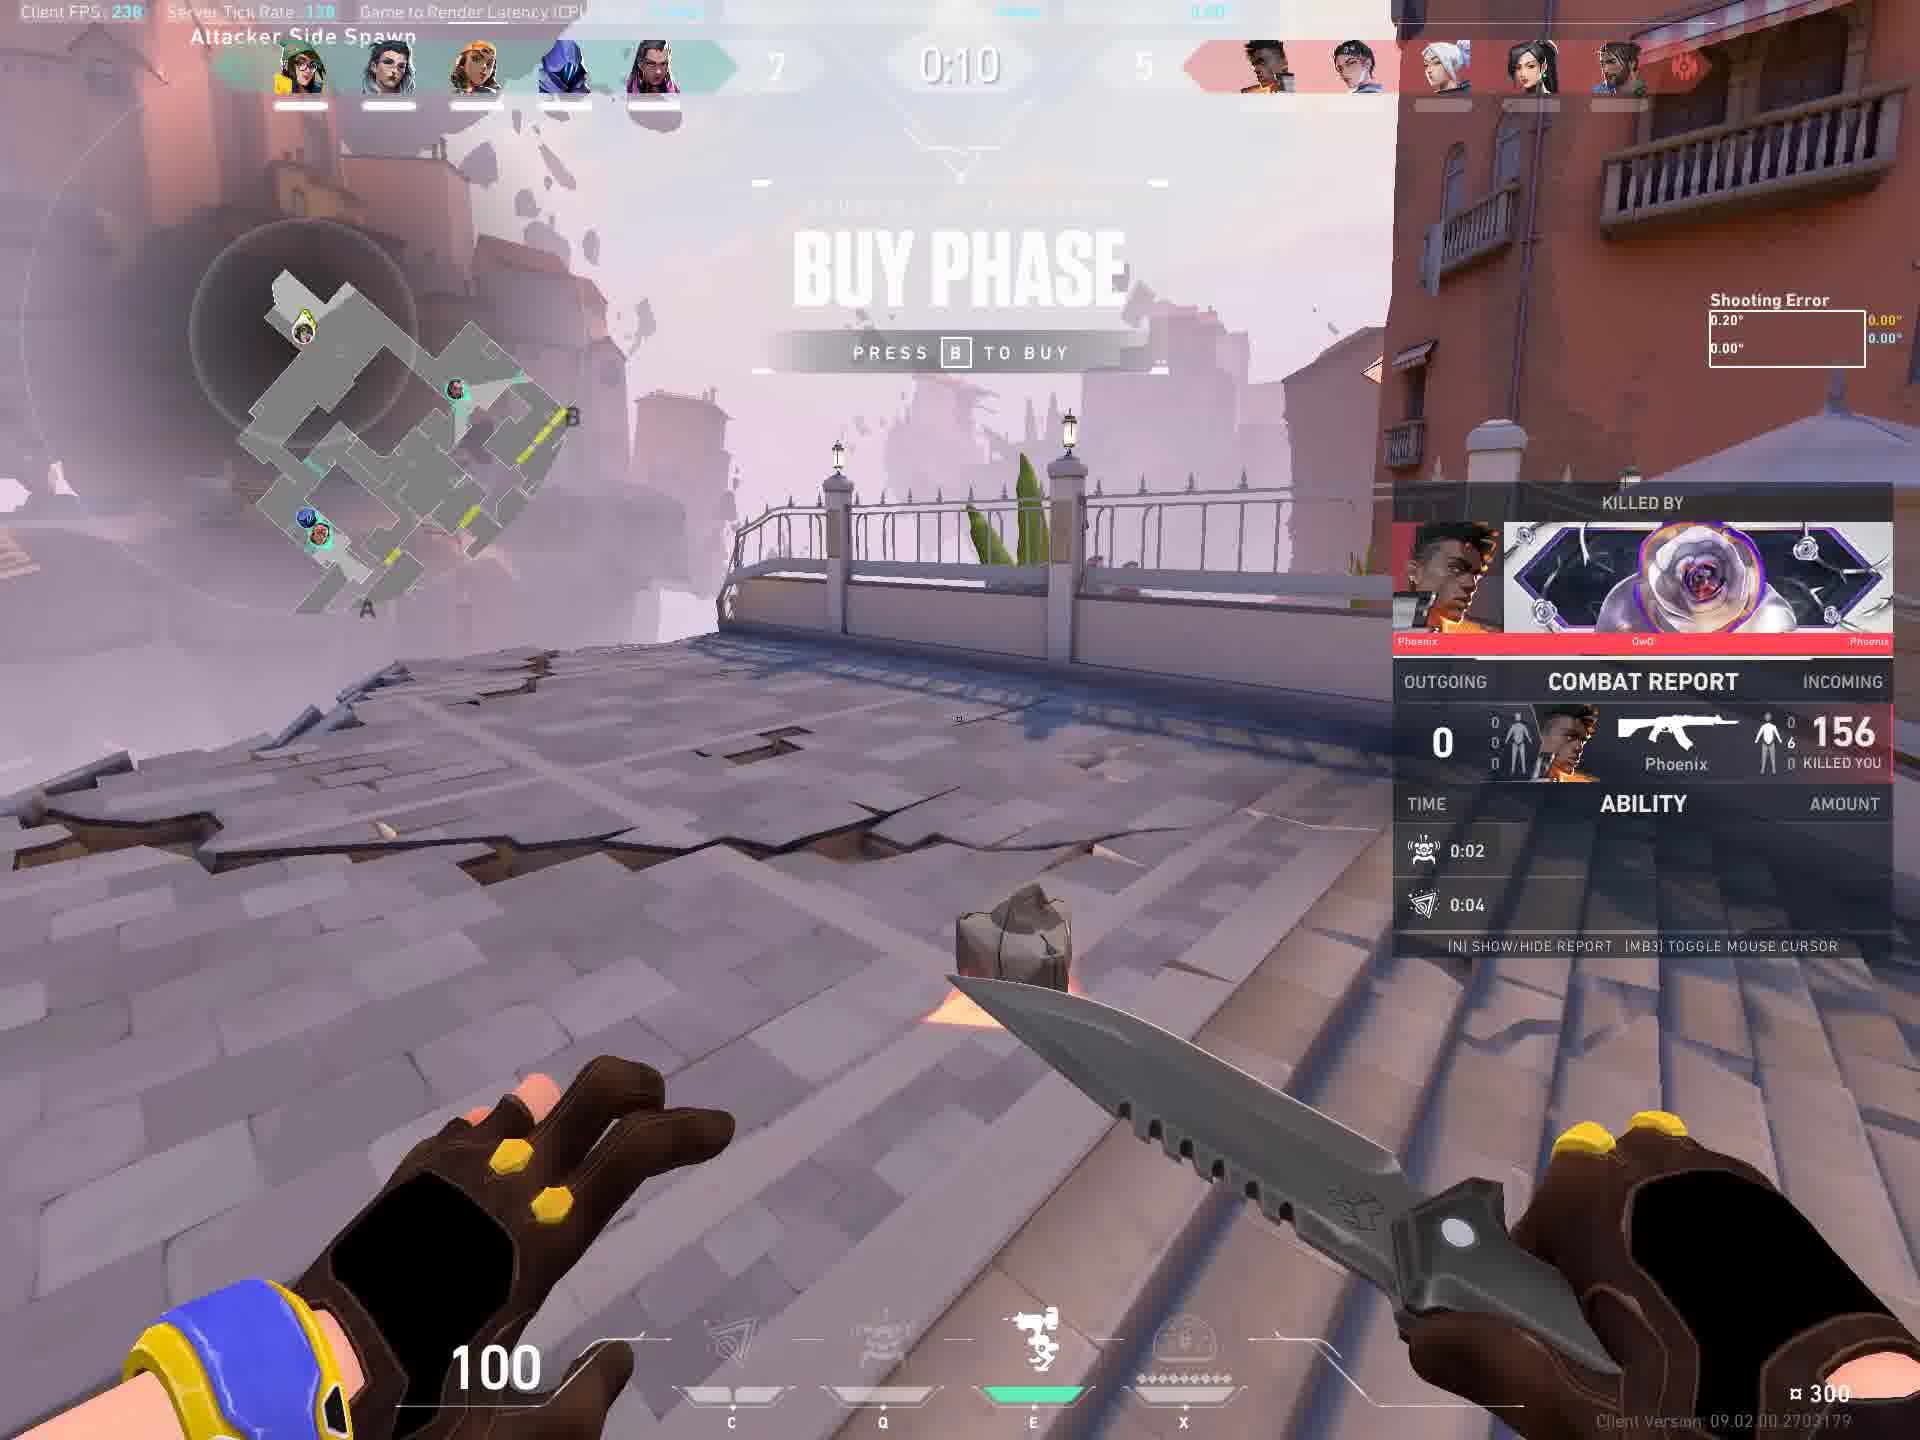 Client FPS: 238 Server Tick Rate: 130 Game to Render Latency (CPU
Attacker Side Spawn
7 0:10 5
BUY PHASE
PRESS B TO BUY
B
A
Shooting Error
0.20° 0.00°
0.00°
0.00°
KILLED BY
Phoenix OwO Phoenix
OUTGOING COMBAT REPORT INCOMING
0 0 0 0 Phoenix 0 6 0 156 KILLED YOU
TIME ABILITY AMOUNT
0:02
0:04
[N] SHOW/HIDE REPORT [MB3] TOGGLE MOUSE CURSOR
100
C Q E X
¤ 300
Client Version: 09.02.00.2703179